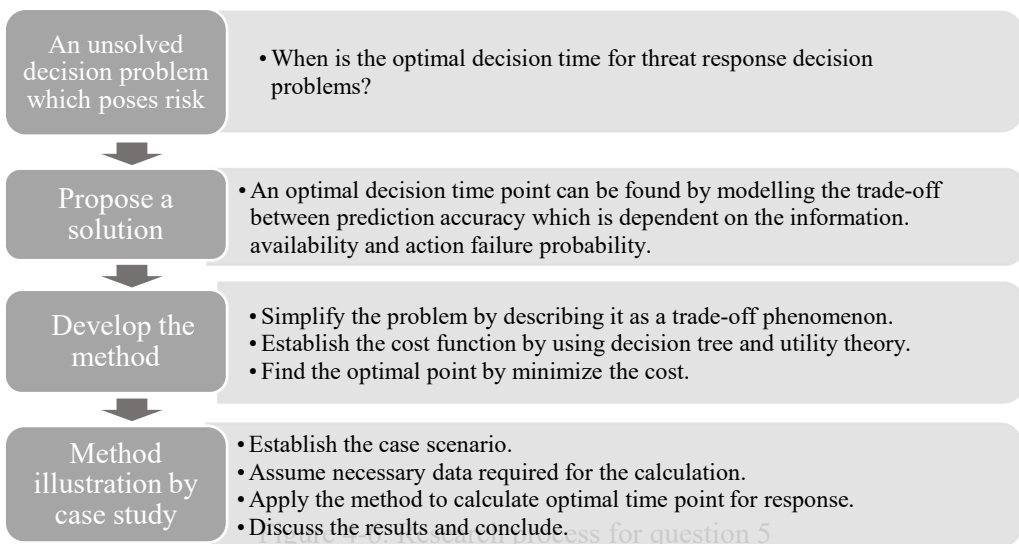 An unsolved
decision problem
which poses risk
• When is the optimal decision time for threat response decision
problems?
Propose a
solution
• An optimal decision time point can be found by modelling the trade-off
between prediction accuracy which is dependent on the information.
availability and action failure probability.
Develop the
method
• Simplify the problem by describing it as a trade-off phenomenon.
• Establish the cost function by using decision tree and utility theory.
• Find the optimal point by minimize the cost.
Method
illustration by
case study
• Establish the case scenario.
• Assume necessary data required for the calculation.
• Apply the method to calculate optimal time point for response.
• Discuss the results and conclude.
Figure 4-6: Research process for question 5